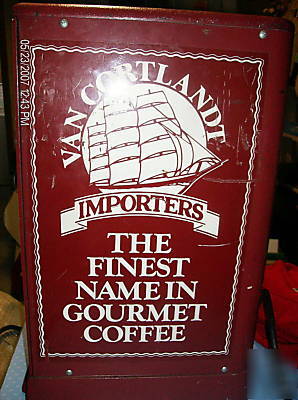 VAN CORTLANDT
IMPORTERS
THE
FINEST
NAME IN
GOURMET
COFFEE
05/23/2007 12:43 PM